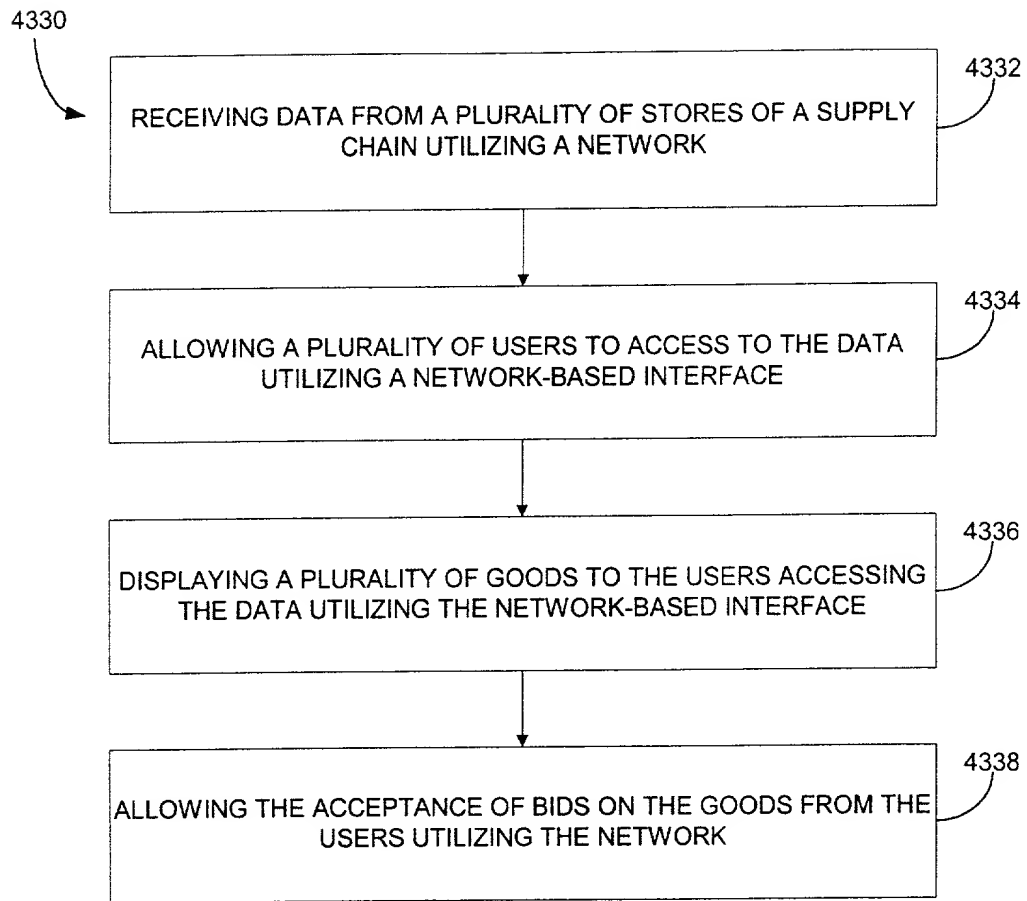 4330
4332
RECEIVING DATA FROM A PLURALITY OF STORES OF A SUPPLY
CHAIN UTILIZING A NETWORK
4334
ALLOWING A PLURALITY OF USERS TO ACCESS TO THE DATA
UTILIZING A NETWORK-BASED INTERFACE
4336
DISPLAYING A PLURALITY OF GOODS TO THE USERS ACCESSING
THE DATA UTILIZING THE NETWORK-BASED INTERFACE
4338
ALLOWING THE ACCEPTANCE OF BIDS ON THE GOODS FROM THE
USERS UTILIZING THE NETWORK